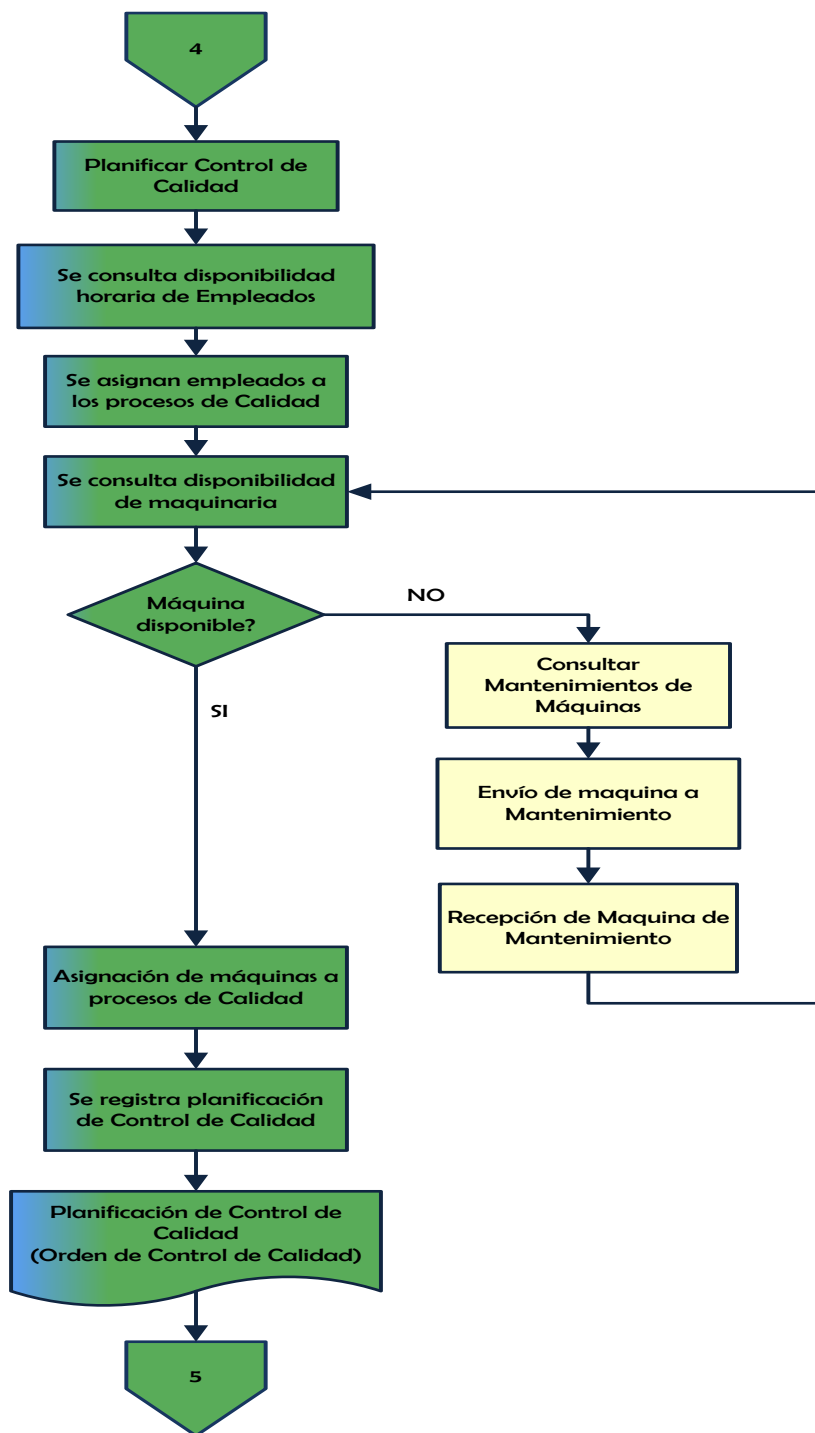 4
Planificar Control de
Calidad
Se consulta disponibilidad
horaria de Empleados
Se asignan empleados a
los procesos de Calidad
Se consulta disponibilidad
de maquinaria
Máquina
disponible?
NO
SI
Consultar
Mantenimientos de
Máquinas
Envío de maquina a
Mantenimiento
Recepción de Maquina de
Mantenimiento
Asignación de máquinas a
procesos de Calidad
Se registra planificación
de Control de Calidad
Planificación de Control de
Calidad
(Orden de Control de Calidad)
5